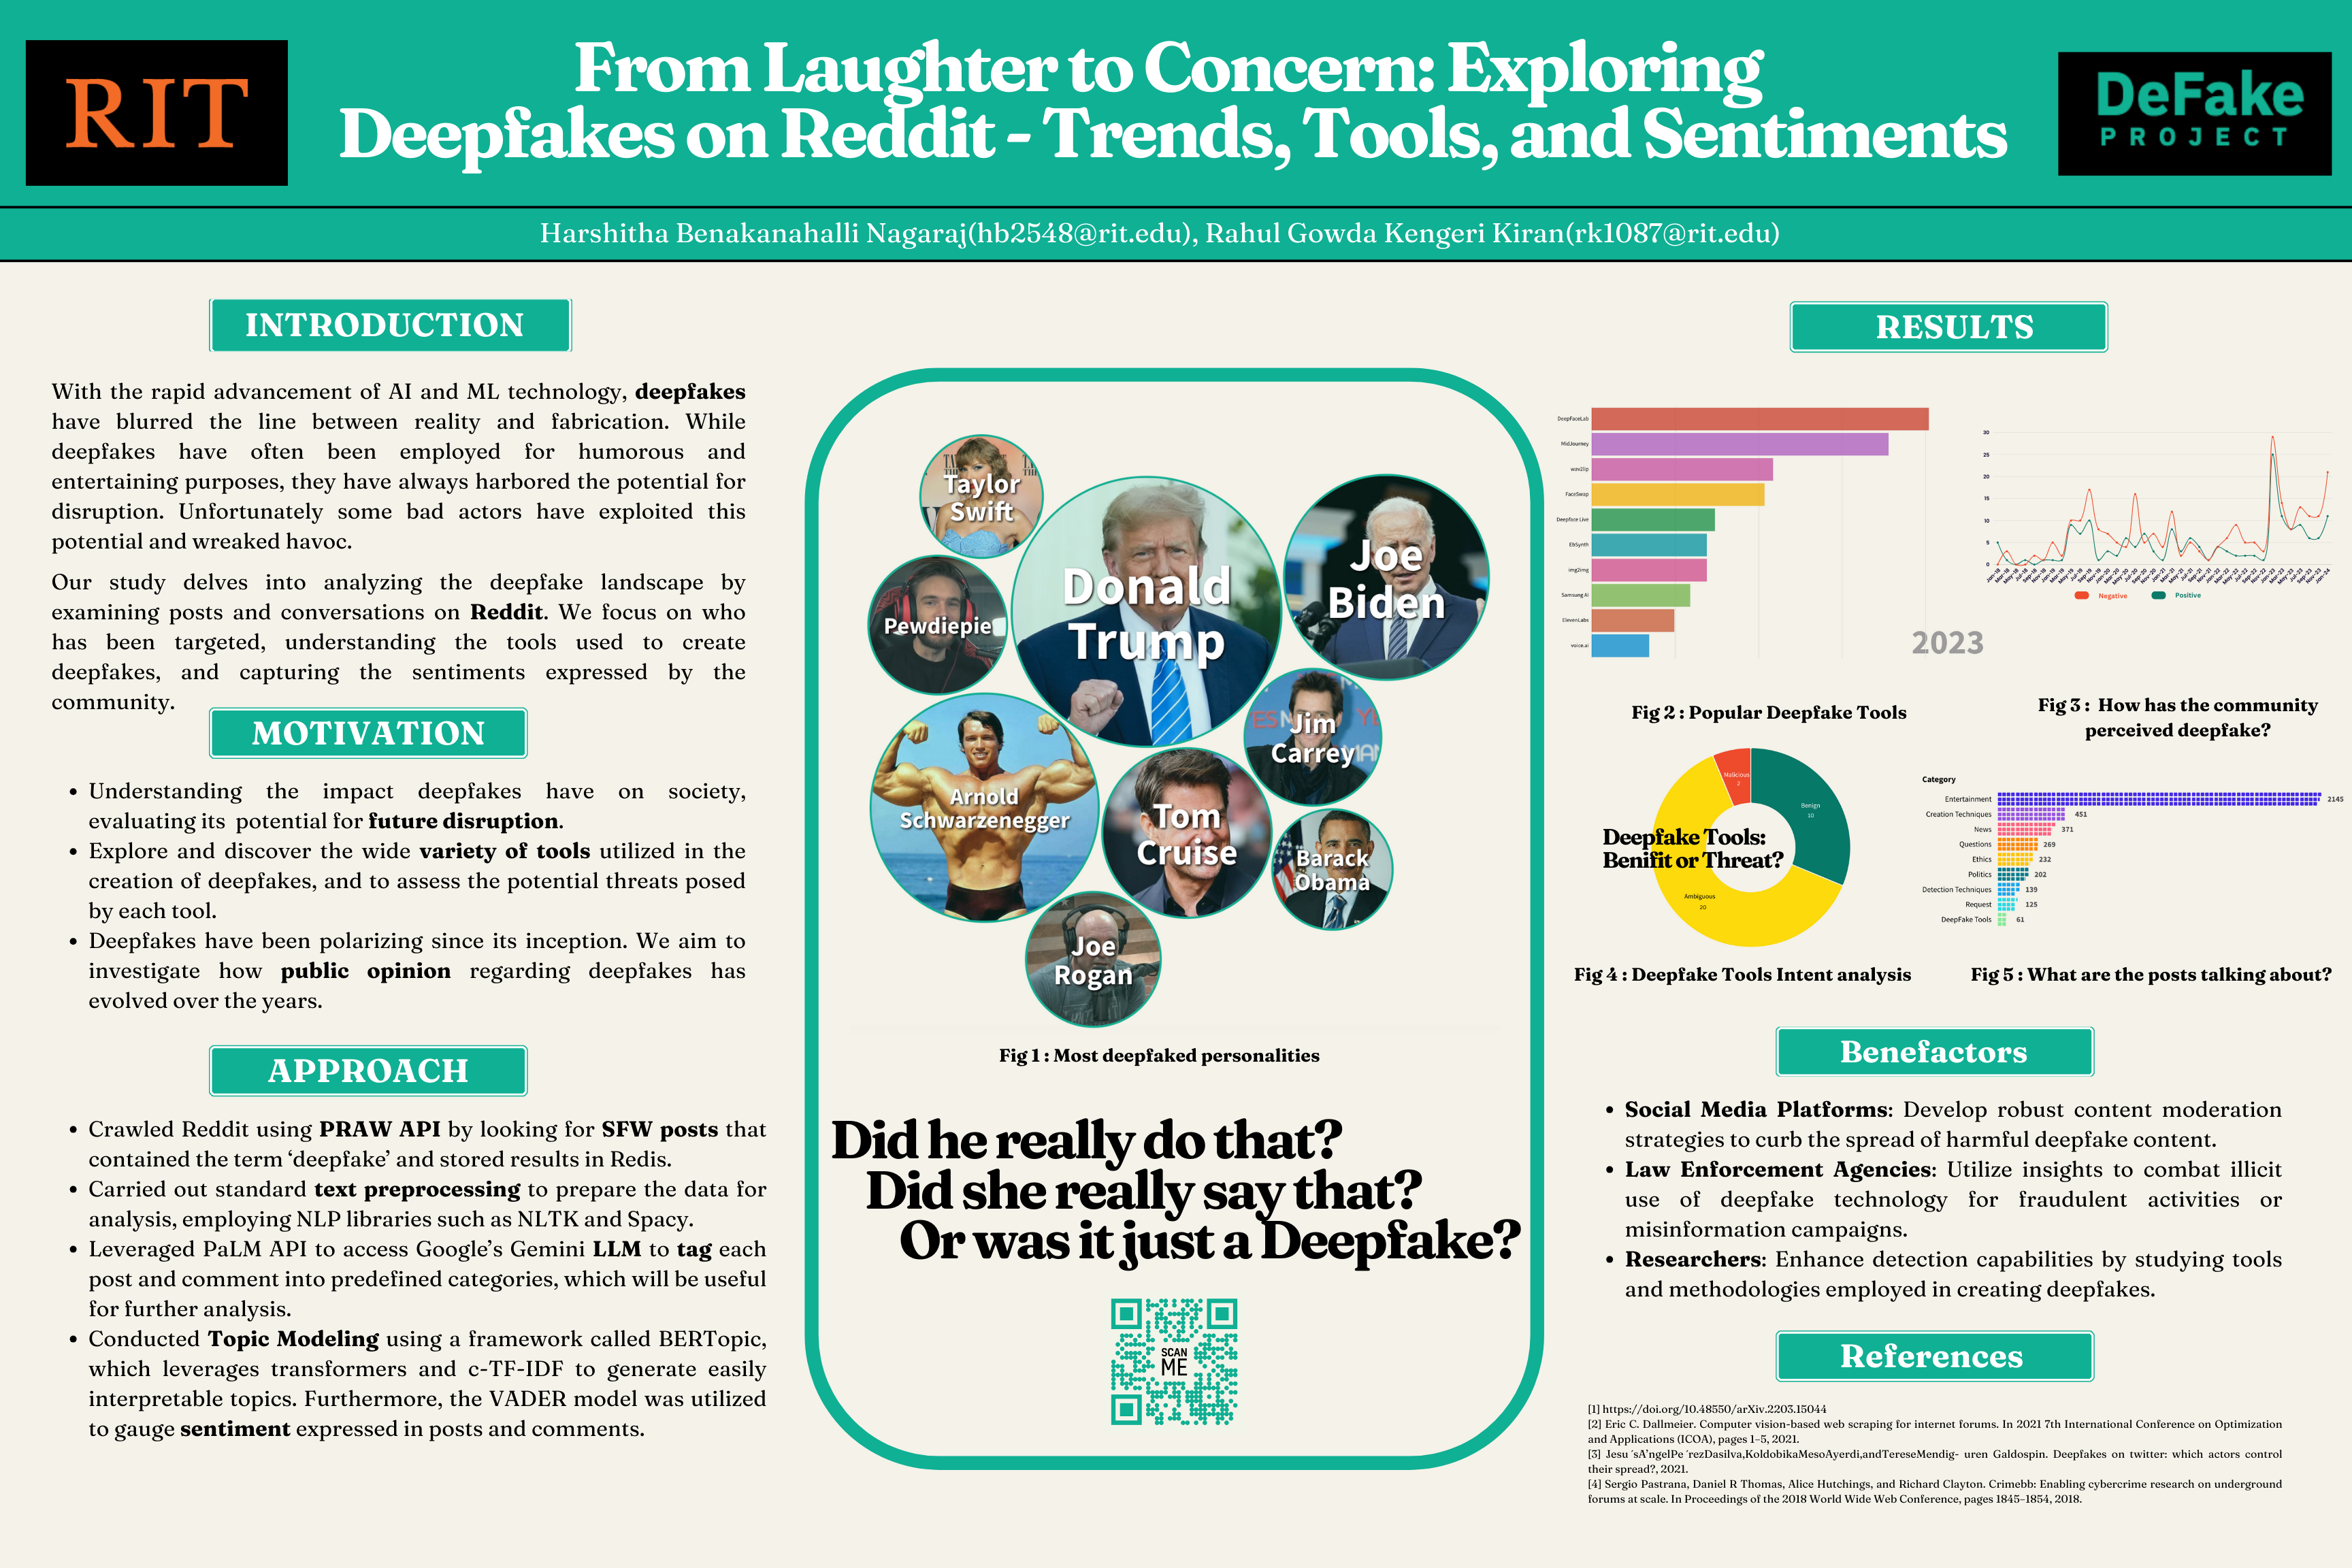 RIT
From Laughter to Concern: Exploring
Deepfakes on Reddit - Trends, Tools, and Sentiments
DeFake
PROJECT
Harshitha Benakanahalli Nagaraj(hb2548@rit.edu), Rahul Gowda Kengeri Kiran(rk1087@rit.edu)
INTRODUCTION
With the rapid advancement of AI and ML technology, deepfakes
have blurred the line between reality and fabrication. While
deepfakes have often been employed for humorous and
entertaining purposes, they have always harbored the potential for
disruption. Unfortunately some bad actors have exploited this
potential and wreaked havoc.
Our study delves into analyzing the deepfake landscape by
examining posts and conversations on Reddit. We focus on who
has been targeted, understanding the tools used to create
deepfakes, and capturing the sentiments expressed by the
community.
MOTIVATION
• Understanding the impact deepfakes have on society,
evaluating its potential for future disruption.
• Explore and discover the wide variety of tools utilized in the
creation of deepfakes, and to assess the potential threats posed
by each tool.
• Deepfakes have been polarizing since its inception. We aim to
investigate how public opinion regarding deepfakes has
evolved over the years.
APPROACH
• Crawled Reddit using PRAW API by looking for SFW posts that
contained the term ‘deepfake’ and stored results in Redis.
• Carried out standard text preprocessing to prepare the data for
analysis, employing NLP libraries such as NLTK and Spacy.
• Leveraged PaLM API to access Google’s Gemini LLM to tag each
post and comment into predefined categories, which will be useful
for further analysis.
• Conducted Topic Modeling using a framework called BERTopic,
which leverages transformers and c-TF-IDF to generate easily
interpretable topics. Furthermore, the VADER model was utilized
to gauge sentiment expressed in posts and comments.
Taylor
Swift
Donald
Trump
Joe
Biden
Pewdiepie
Jim
Carrey
Arnold
Schwarzenegger
Tom
Cruise
Barack
Obama
Joe
Rogan
Fig 1 : Most deepfaked personalities
Did he really do that?
Did she really say that?
Or was it just a Deepfake?
SCAN
ME
RESULTS
DeepFaceLab
MidJourney
wav2lip
FaceSwap
Deepface Live
EbSynth
img2img
Samsung AI
ElevenLabs
voice.ai
2023
Fig 2 : Popular Deepfake Tools
30
25
20
15
10
5
0
Negative
Positive
Fig 3 : How has the community
perceived deepfake?
Malicious
2
Benign
10
Deepfake Tools:
Benifit or Threat?
Ambiguous
20
Fig 4 : Deepfake Tools Intent analysis
Category
Entertainment 2145
Creation Techniques 451
News 371
Questions 269
Ethics 232
Politics 202
Detection Techniques 139
Request 125
DeepFake Tools 61
Fig 5 : What are the posts talking about?
Benefactors
• Social Media Platforms: Develop robust content moderation
strategies to curb the spread of harmful deepfake content.
• Law Enforcement Agencies: Utilize insights to combat illicit
use of deepfake technology for fraudulent activities or
misinformation campaigns.
• Researchers: Enhance detection capabilities by studying tools
and methodologies employed in creating deepfakes.
References
[1] https://doi.org/10.48550/arXiv.2203.15044
[2] Eric C. Dallmeier. Computer vision-based web scraping for internet forums. In 2021 7th International Conference on Optimization
and Applications (ICOA), pages 1–5, 2021.
[3] Jesu ´sA’ngelPe ´rezDasilva,KoldobikaMesoAyerdi,andTereseMendig- uren Galdospin. Deepfakes on twitter: which actors control
their spread?, 2021.
[4] Sergio Pastrana, Daniel R Thomas, Alice Hutchings, and Richard Clayton. Crimebb: Enabling cybercrime research on underground
forums at scale. In Proceedings of the 2018 World Wide Web Conference, pages 1845–1854, 2018.